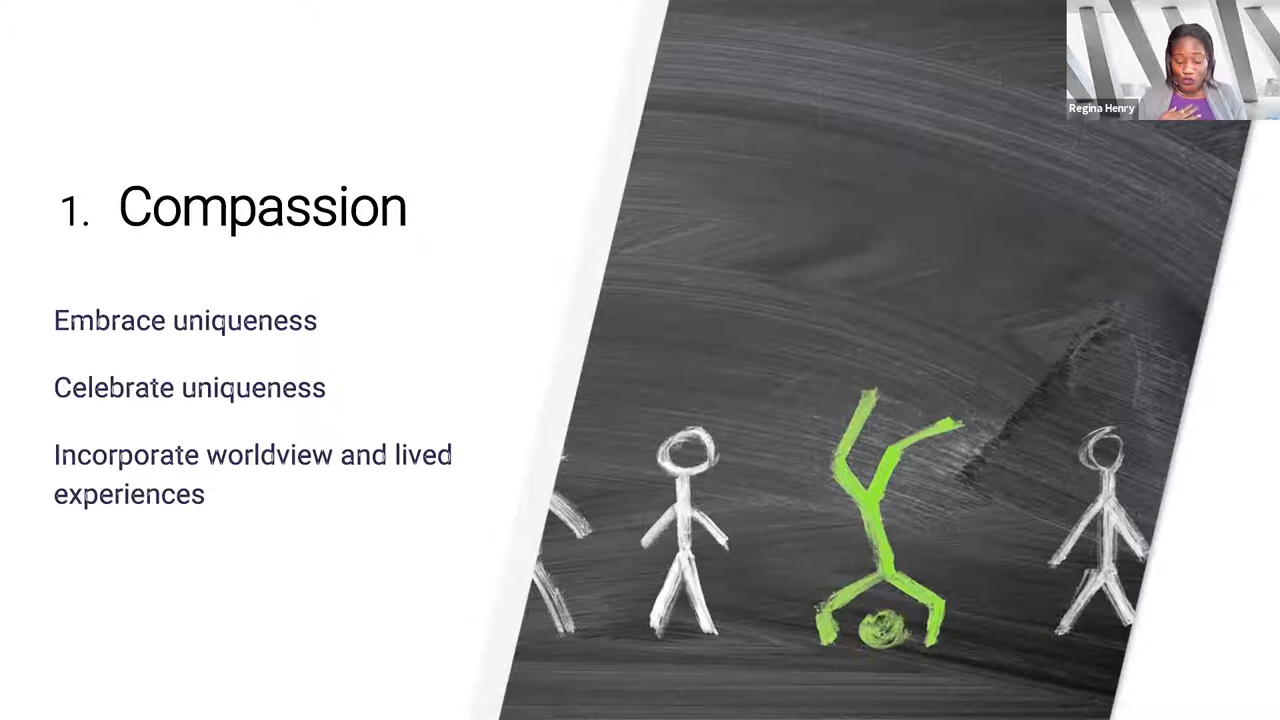 1. Compassion
Embrace uniqueness
Celebrate uniqueness
Incorporate worldview and lived
experiences
Regina Henry